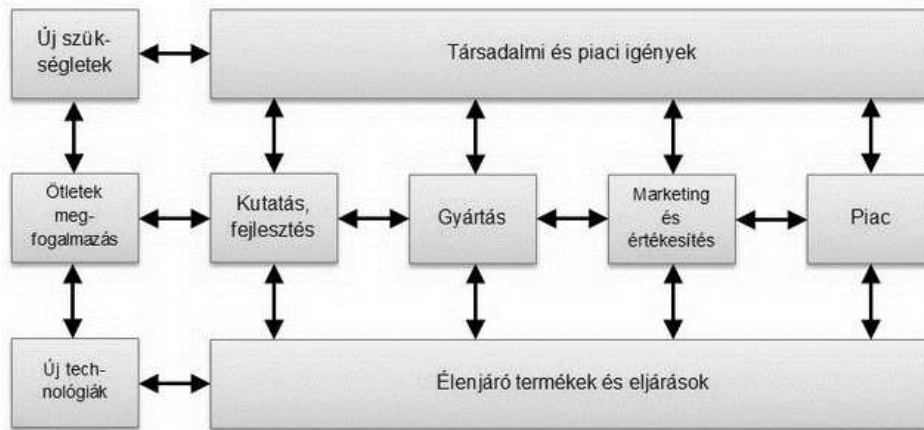 Új szük-
ségletek
Társadalmi és piaci igények
Ötletek
meg-
fogalmazás
Kutatás,
fejlesztés
Gyártás
Marketing
és
értékesítés
Piac
Új tech-
nológiák
Élenjáró termékek és eljárások